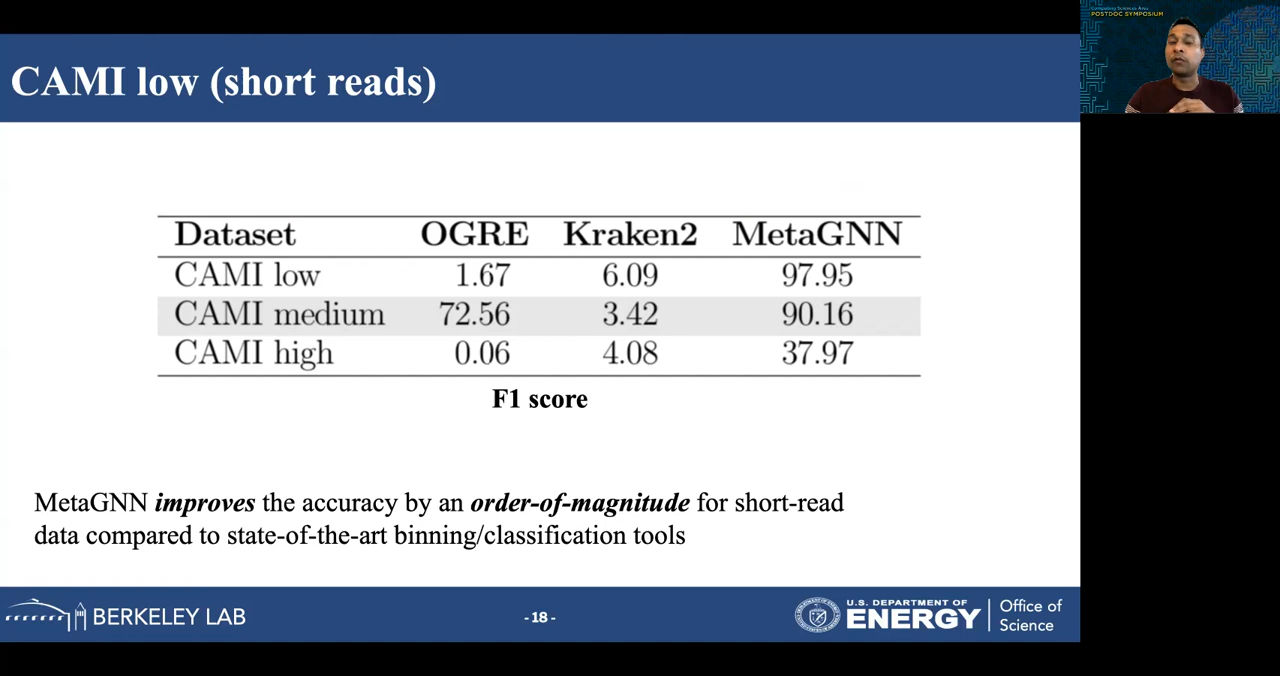 Computing Sciences Area
POSTDOC SYMPOSIUM
CAMI low (short reads)
Dataset OGRE Kraken2 MetaGNN
CAMI low 1.67 6.09 97.95
CAMI medium 72.56 3.42 90.16
CAMI high 0.06 4.08 37.97
F1 score
MetaGNN improves the accuracy by an order-of-magnitude for short-read
data compared to state-of-the-art binning/classification tools
BERKELEY LAB
- 18 -
U.S. DEPARTMENT OF
ENERGY
Office of
Science